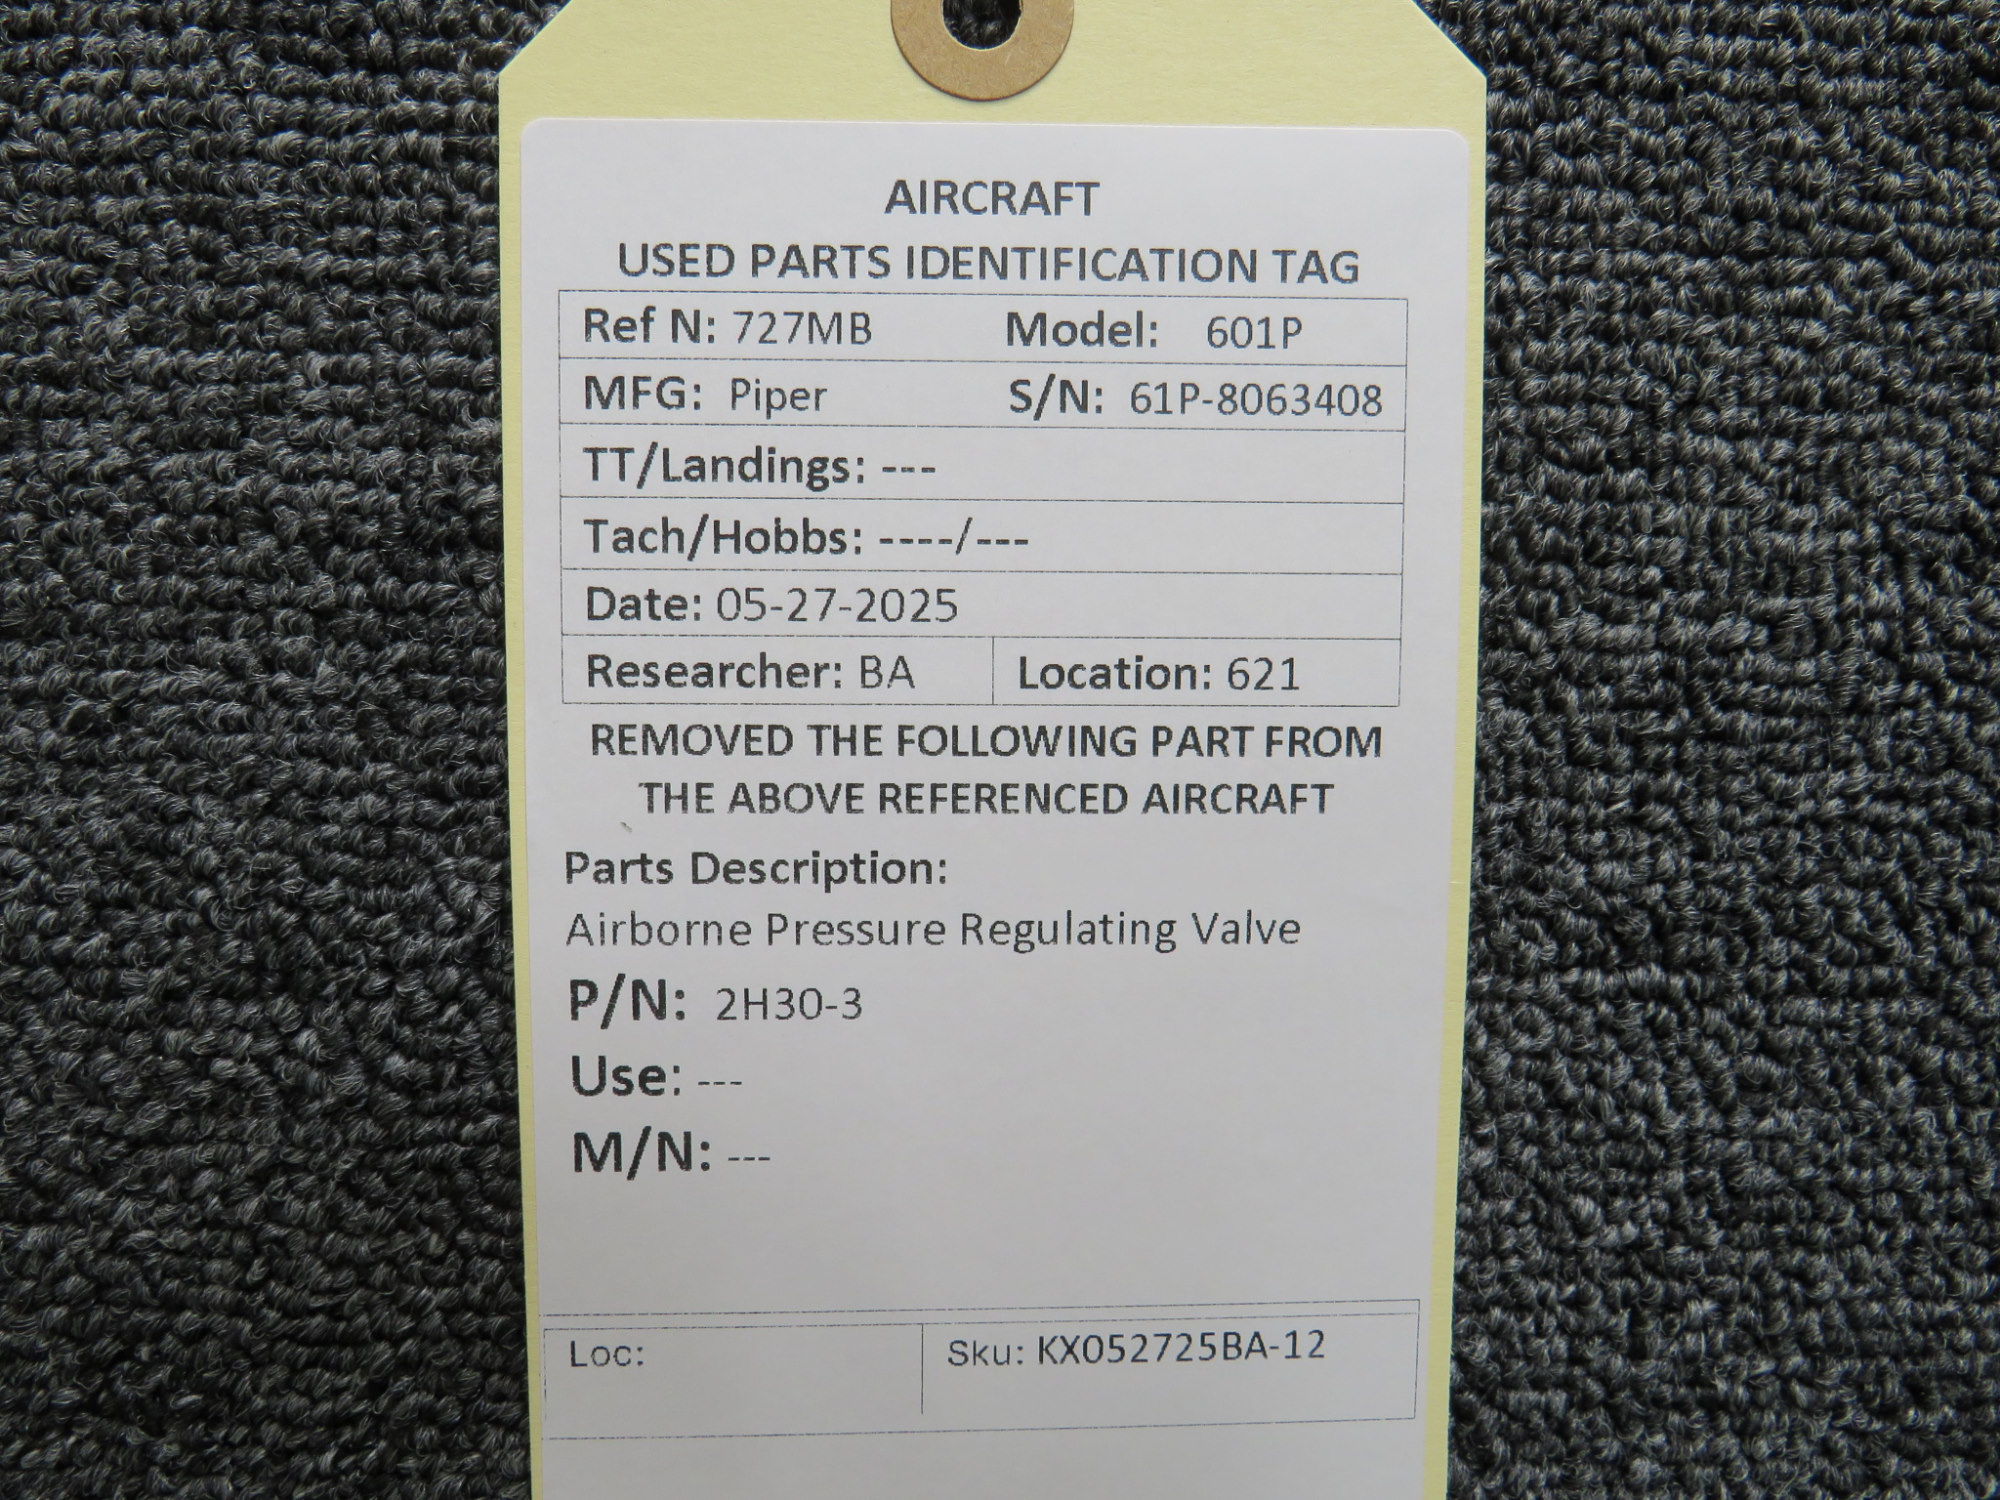 AIRCRAFT
USED PARTS IDENTIFICATION TAG
Ref N: 727MB Model: 601P
MFG: Piper S/N: 61P-8063408
TT/Landings: ---
Tach/Hobbs: ----/---
Date: 05-27-2025
Researcher: BA Location: 621
REMOVED THE FOLLOWING PART FROM
THE ABOVE REFERENCED AIRCRAFT
Parts Description:
Airborne Pressure Regulating Valve
P/N: 2H30-3
Use: ---
M/N: ---
Loc: Sku: KX052725BA-12